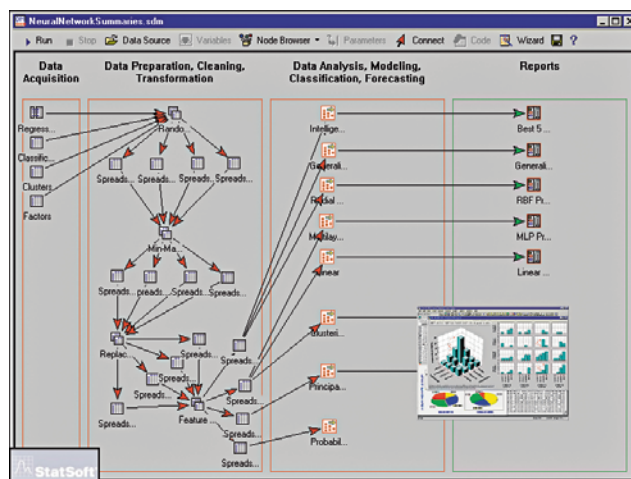 NeuralNetworkSummaries.sdm
Run Stop Data Source Variables Node Browser Parameters Connect Code Wizard ?
Data Acquisition
Data Preparation, Cleaning, Transformation
Data Analysis, Modeling, Classification, Forecasting
Reports
Regress...
Classific...
Clusters
Factors
Rando...
Spreads... Spreads... Spreads... Spreads...
Min-Ma...
Spreads... preads... Spreads... Spreads...
Replac...
Spreads...
Spreads...
Spreads...
Spreads...
Feature ...
Spreads...
Spreads...
Spreads...
Spreads...
Intellige...
Generali...
Radial ...
Multilay...
Linear
Clusteri...
Principa...
Probabil...
Best 5 ...
Generali...
RBF Pr...
MLP Pr...
Linear ...
StatSoft